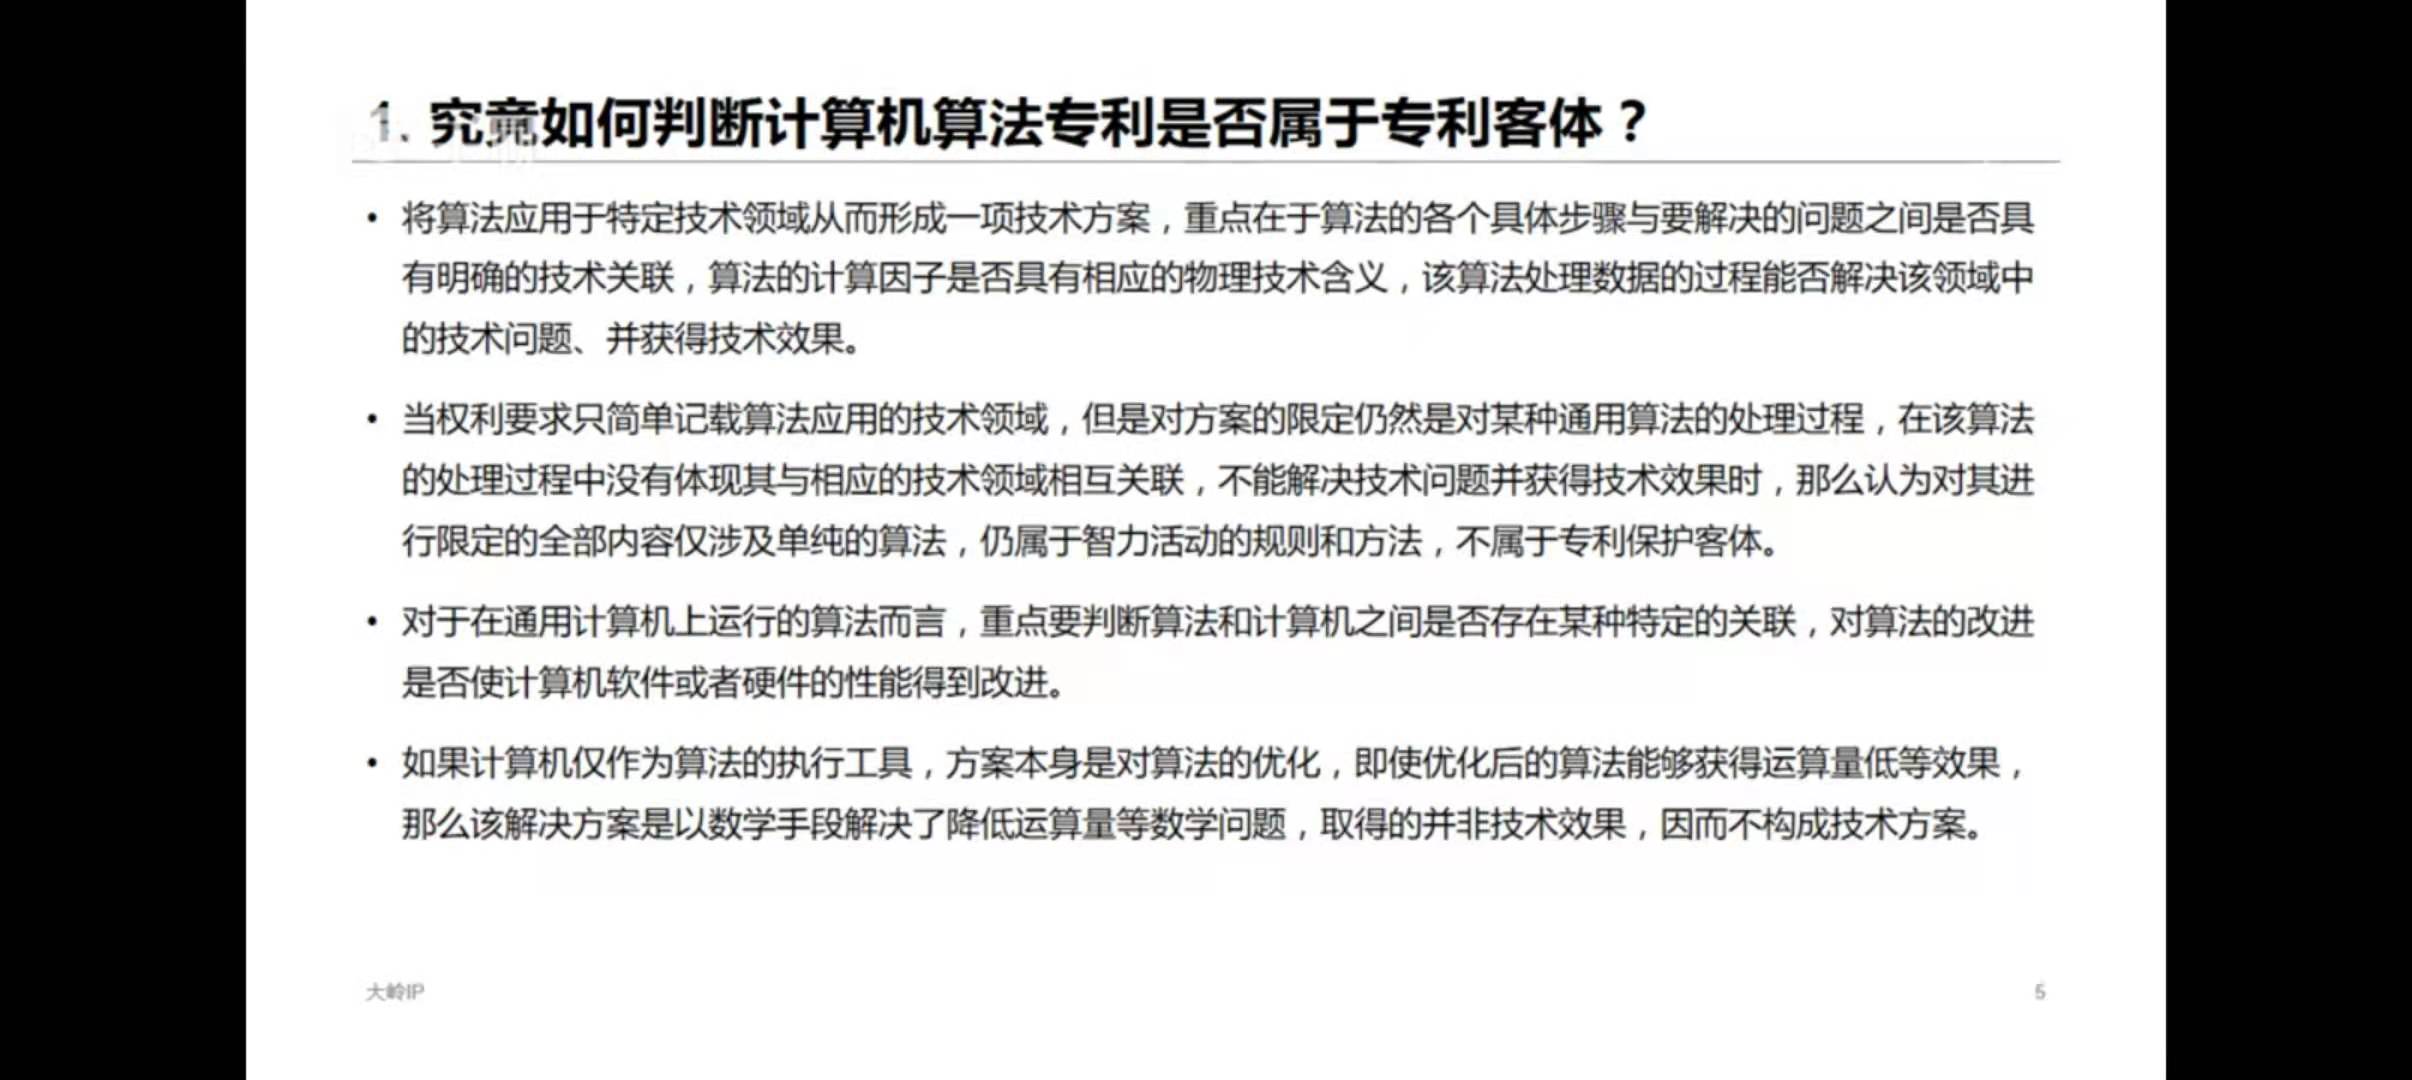 1. 究竟如何判断计算机算法专利是否属于专利客体？
• 将算法应用于特定技术领域从而形成一项技术方案，重点在于算法的各个具体步骤与要解决的问题之间是否具
有明确的技术关联，算法的计算因子是否具有相应的物理技术含义，该算法处理数据的过程能否解决该领域中
的技术问题、并获得技术效果。
• 当权利要求只简单记载算法应用的技术领域，但是对方案的限定仍然是对某种通用算法的处理过程，在该算法
的处理过程中没有体现其与相应的技术领域相互关联，不能解决技术问题并获得技术效果时，那么认为对其进
行限定的全部内容仅涉及单纯的算法，仍属于智力活动的规则和方法，不属于专利保护客体。
• 对于在通用计算机上运行的算法而言，重点要判断算法和计算机之间是否存在某种特定的关联，对算法的改进
是否使计算机软件或者硬件的性能得到改进。
• 如果计算机仅作为算法的执行工具，方案本身是对算法的优化，即使优化后的算法能够获得运算量低等效果，
那么该解决方案是以数学手段解决了降低运算量等数学问题，取得的并非技术效果，因而不构成技术方案。
大岭IP
5